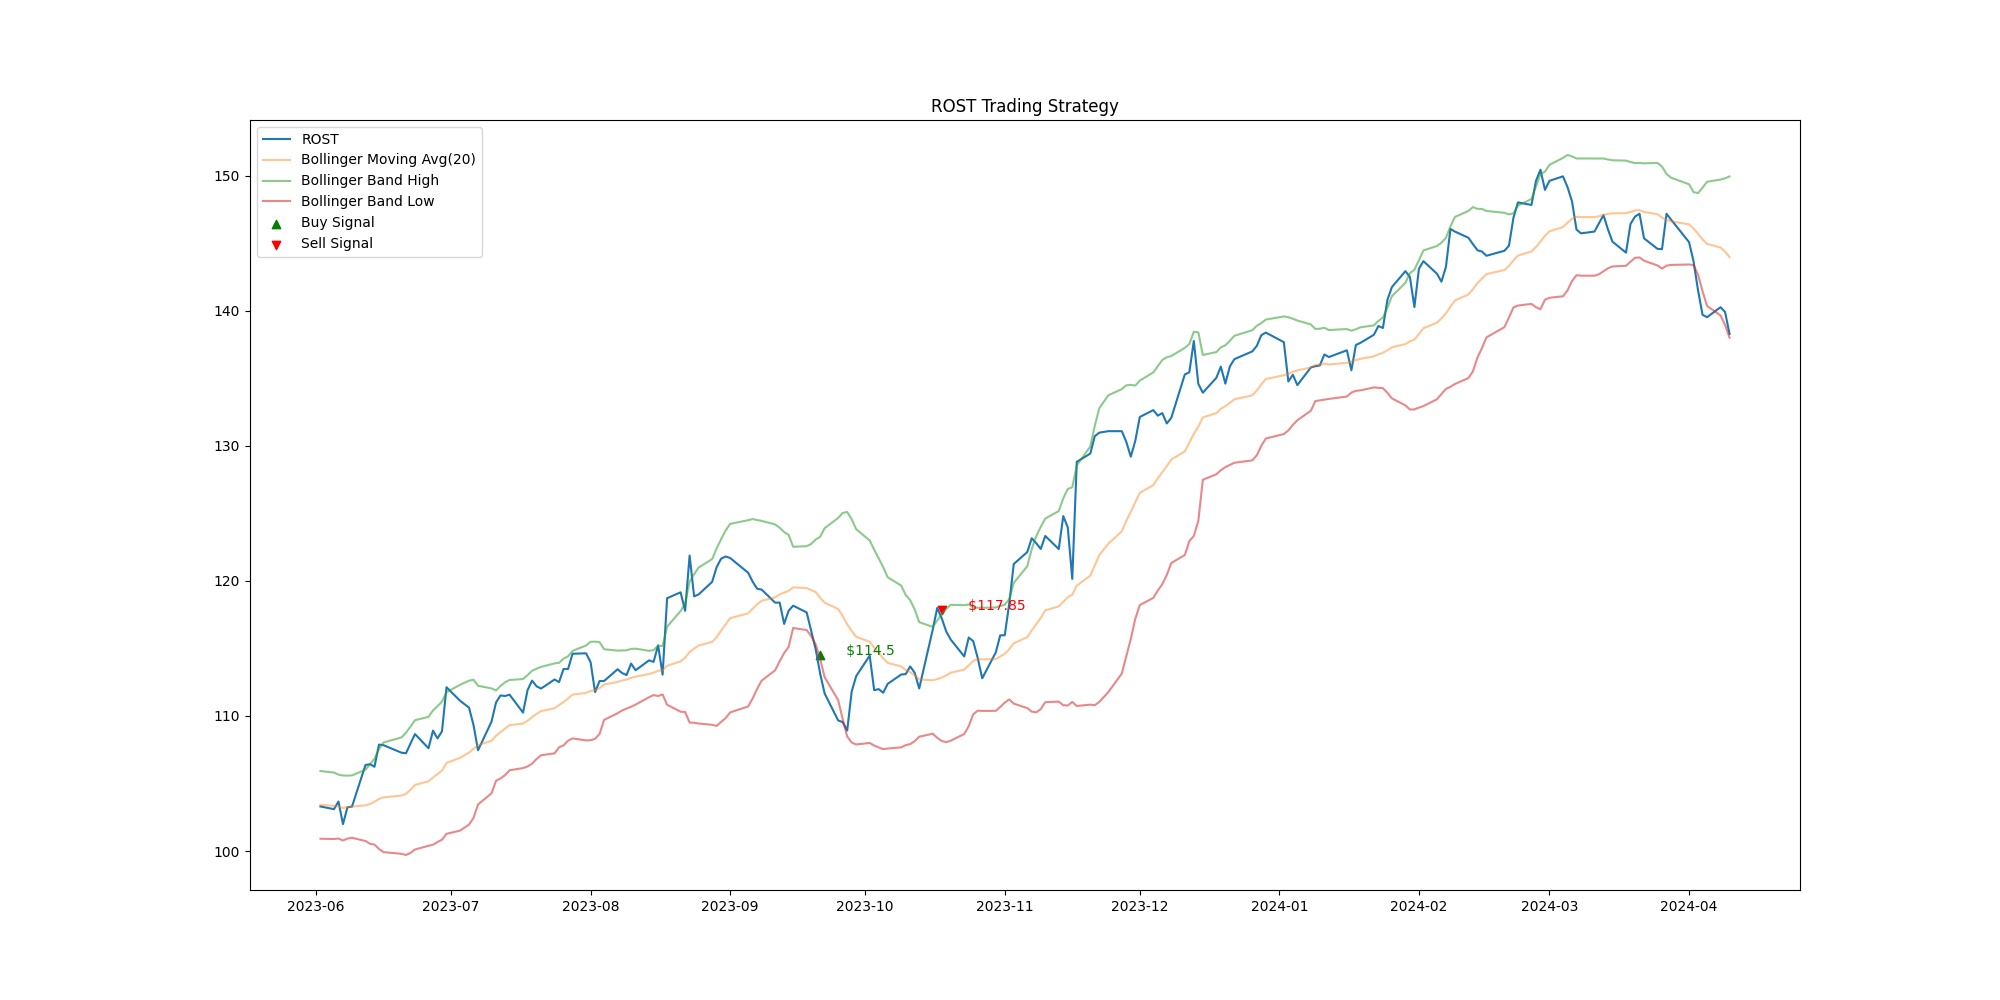 ROST Trading Strategy
ROST
Bollinger Moving Avg(20)
Bollinger Band High
Bollinger Band Low
Buy Signal
Sell Signal
150
140
130
120
110
100
$117.85
$114.5
2023-06 2023-07 2023-08 2023-09 2023-10 2023-11 2023-12 2024-01 2024-02 2024-03 2024-04